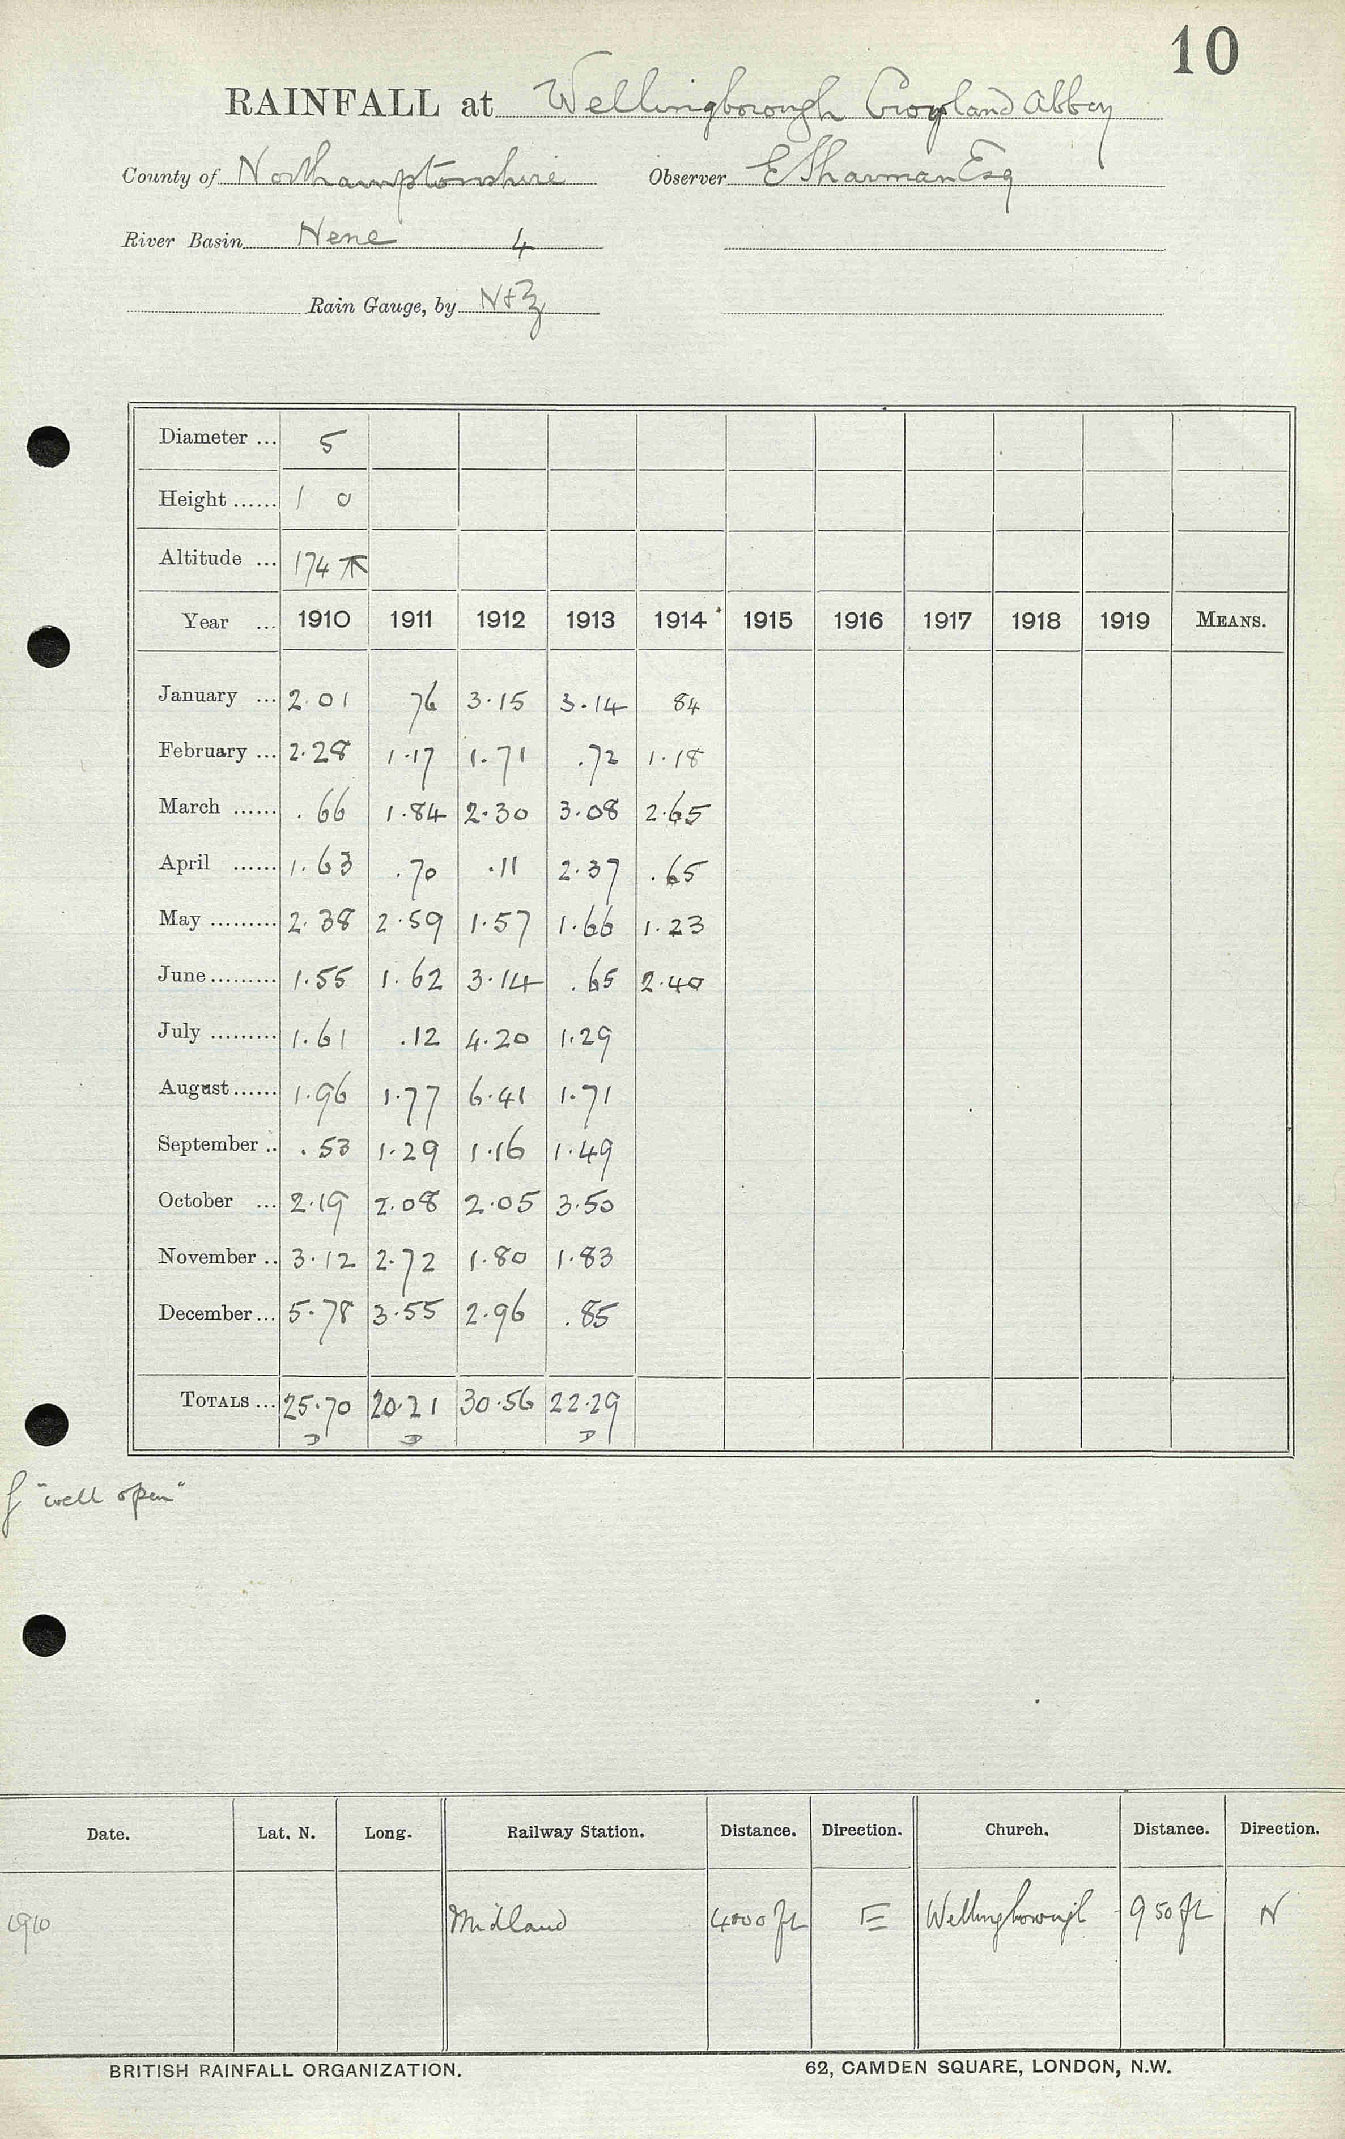 10
RAINFALL at Wellingborough Croyland Abbey
County of Northamptonshire Observer E Sharman Esq
River Basin Nene 4
Rain Gauge, by N+Z
Diameter ... 5
Height ...... 1 0
Altitude ... 174
Year ... 1910 1911 1912 1913 1914 1915 1916 1917 1918 1919 MEANS.
January ... 2.01 76 3.15 3.14 84
February ... 2.28 1.17 1.71 .72 1.18
March ...... .66 1.84 2.30 3.08 2.65
April ...... 1.63 .70 .11 2.37 .65
May ......... 2.38 2.59 1.57 1.66 1.23
June ......... 1.55 1.62 3.14 .65 2.40
July ......... 1.61 .12 4.20 1.29
August ...... 1.96 1.77 6.41 1.71
September .. .53 1.29 1.16 1.49
October ... 2.19 2.08 2.05 3.50
November .. 3.12 2.72 1.80 1.83
December ... 5.78 3.55 2.96 .85
TOTALS ... 25.70 20.21 30.56 22.29
"well open"
Date. Lat. N. Long. Railway Station. Distance. Direction. Church. Distance. Direction.
1910 Midland 4000 ft E Wellingborough 950 ft N
BRITISH RAINFALL ORGANIZATION. 62, CAMDEN SQUARE, LONDON, N.W.